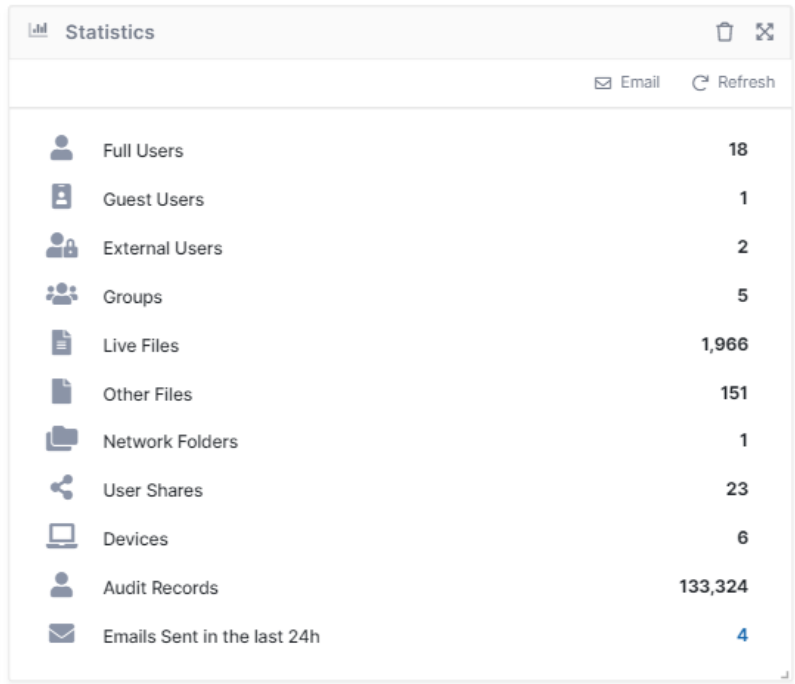 Statistics
Email Refresh
Full Users 18
Guest Users 1
External Users 2
Groups 5
Live Files 1,966
Other Files 151
Network Folders 1
User Shares 23
Devices 6
Audit Records 133,324
Emails Sent in the last 24h 4